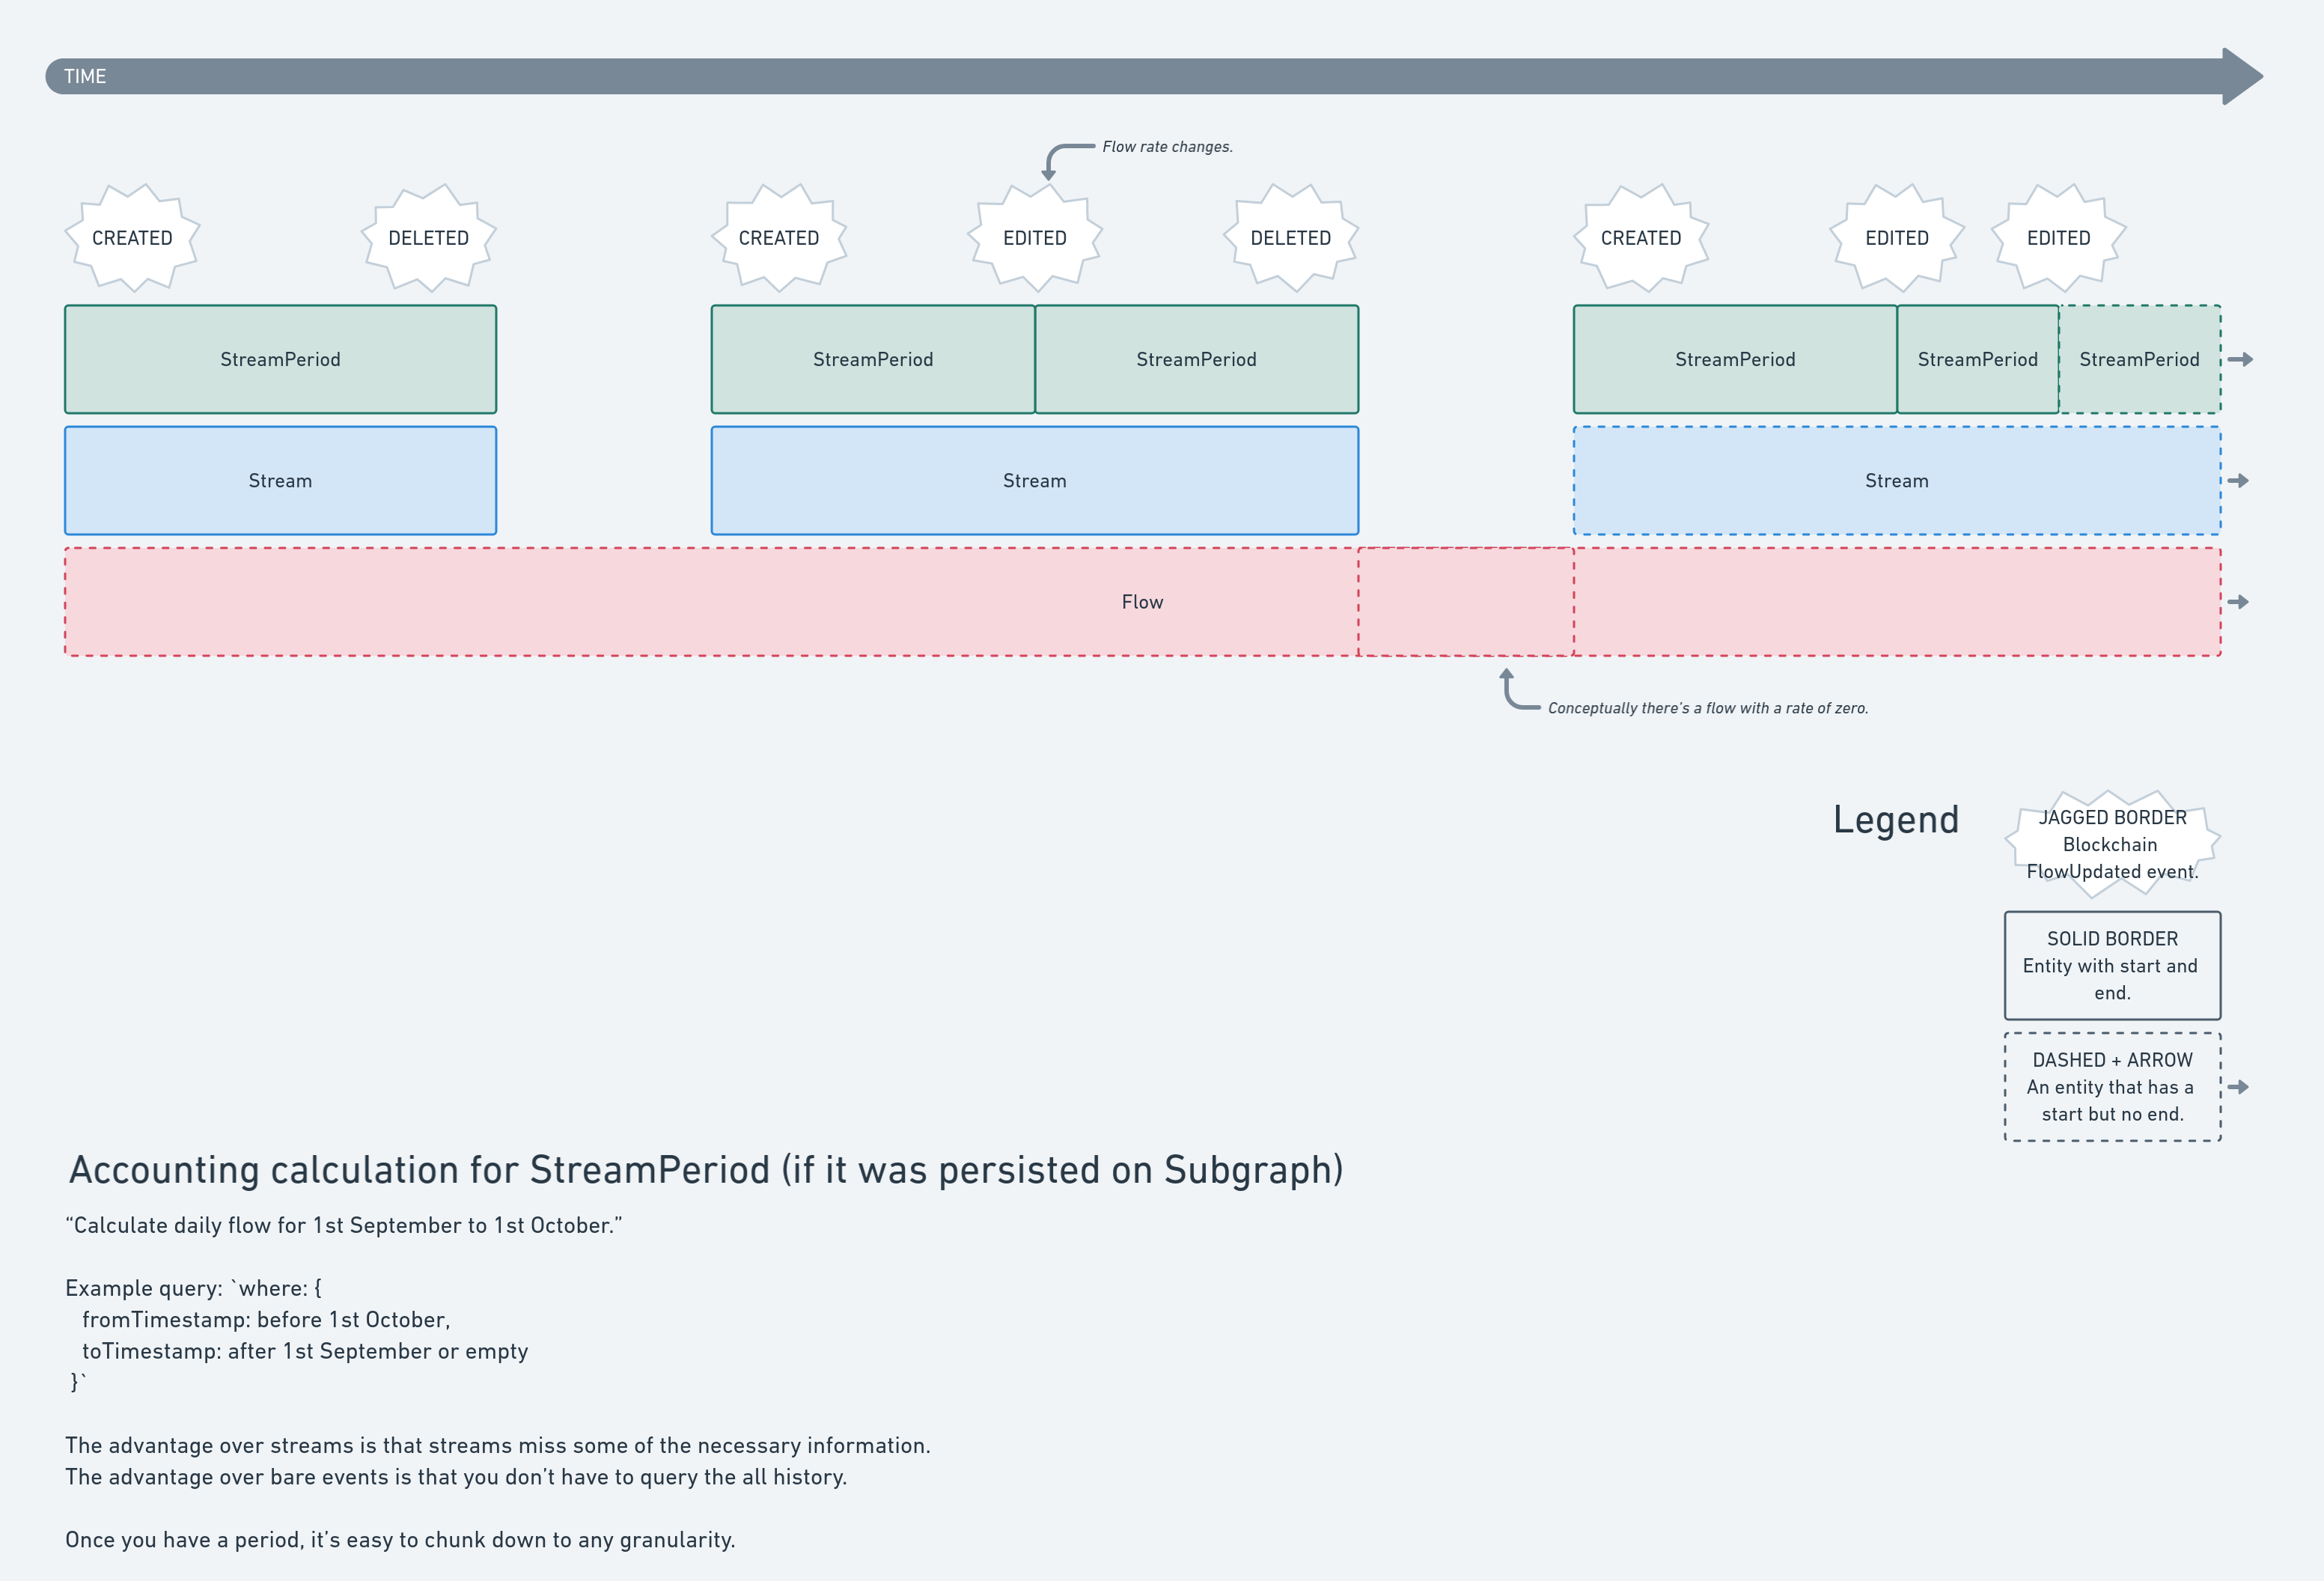 TIME
Flow rate changes.
CREATED
DELETED
CREATED
EDITED
DELETED
CREATED
EDITED
EDITED
StreamPeriod
StreamPeriod
StreamPeriod
StreamPeriod
StreamPeriod
StreamPeriod
Stream
Stream
Stream
Flow
Conceptually there's a flow with a rate of zero.
Legend
JAGGED BORDER
Blockchain
FlowUpdated event.
SOLID BORDER
Entity with start and
end.
DASHED + ARROW
An entity that has a
start but no end.
Accounting calculation for StreamPeriod (if it was persisted on Subgraph)
“Calculate daily flow for 1st September to 1st October.”
Example query: `where: {
fromTimestamp: before 1st October,
toTimestamp: after 1st September or empty
}`
The advantage over streams is that streams miss some of the necessary information.
The advantage over bare events is that you don’t have to query the all history.
Once you have a period, it’s easy to chunk down to any granularity.